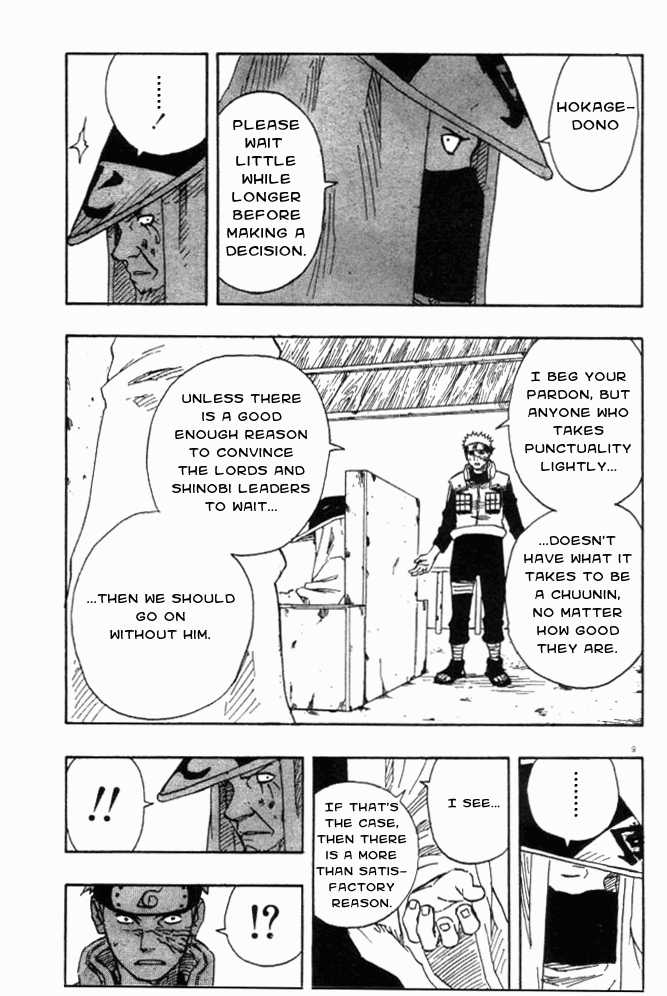 HOKAGE-
DONO
PLEASE
WAIT
LITTLE
WHILE
LONGER
BEFORE
MAKING A
DECISION.
......!
I BEG YOUR
PARDON, BUT
ANYONE WHO
TAKES
PUNCTUALITY
LIGHTLY...
...DOESN'T
HAVE WHAT IT
TAKES TO BE
A CHUUNIN,
NO MATTER
HOW GOOD
THEY ARE.
UNLESS THERE
IS A GOOD
ENOUGH REASON
TO CONVINCE
THE LORDS AND
SHINOBI LEADERS
TO WAIT...
...THEN WE SHOULD
GO ON
WITHOUT HIM.
9
......
I SEE...
IF THAT'S
THE CASE,
THEN THERE
IS A MORE
THAN SATIS-
FACTORY
REASON.
!!
!?